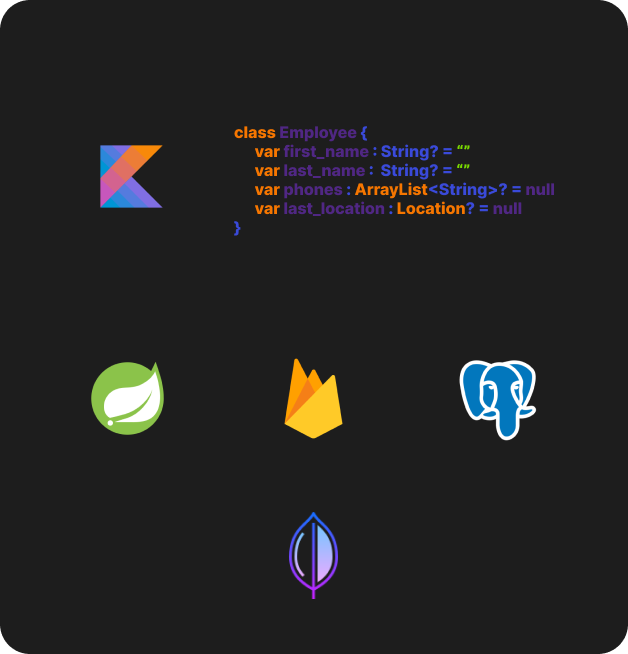 class Employee {
var first_name : String? = “”
var last_name :  String? = “”
var phones : ArrayList<String>? = null
var last_location : Location? = null
}